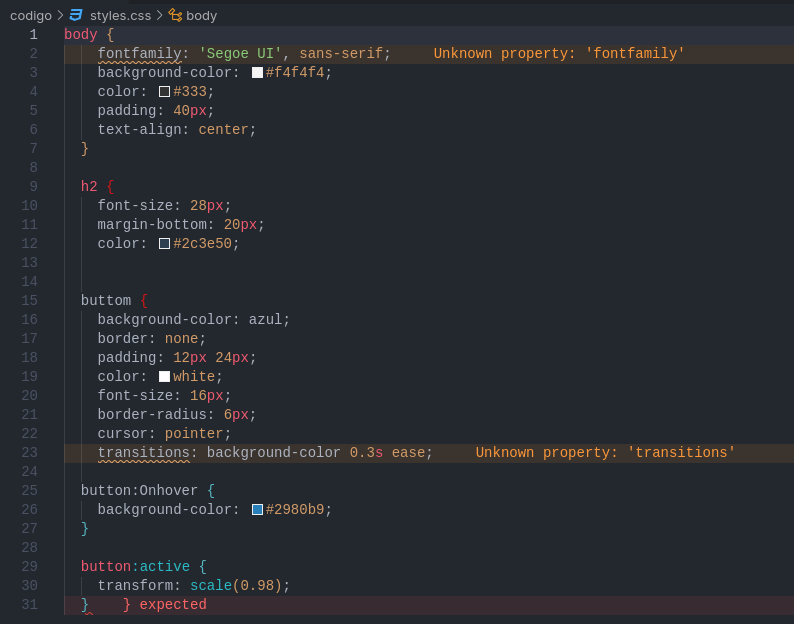 codigo > styles.css > body
1 body {
2 fontfamily: 'Segoe UI', sans-serif; Unknown property: 'fontfamily'
3 background-color: #f4f4f4;
4 color: #333;
5 padding: 40px;
6 text-align: center;
7 }
8
9 h2 {
10 font-size: 28px;
11 margin-bottom: 20px;
12 color: #2c3e50;
13
14
15 buttom {
16 background-color: azul;
17 border: none;
18 padding: 12px 24px;
19 color: white;
20 font-size: 16px;
21 border-radius: 6px;
22 cursor: pointer;
23 transitions: background-color 0.3s ease; Unknown property: 'transitions'
24
25 button:Onhover {
26 background-color: #2980b9;
27 }
28
29 button:active {
30 transform: scale(0.98);
31 } } expected